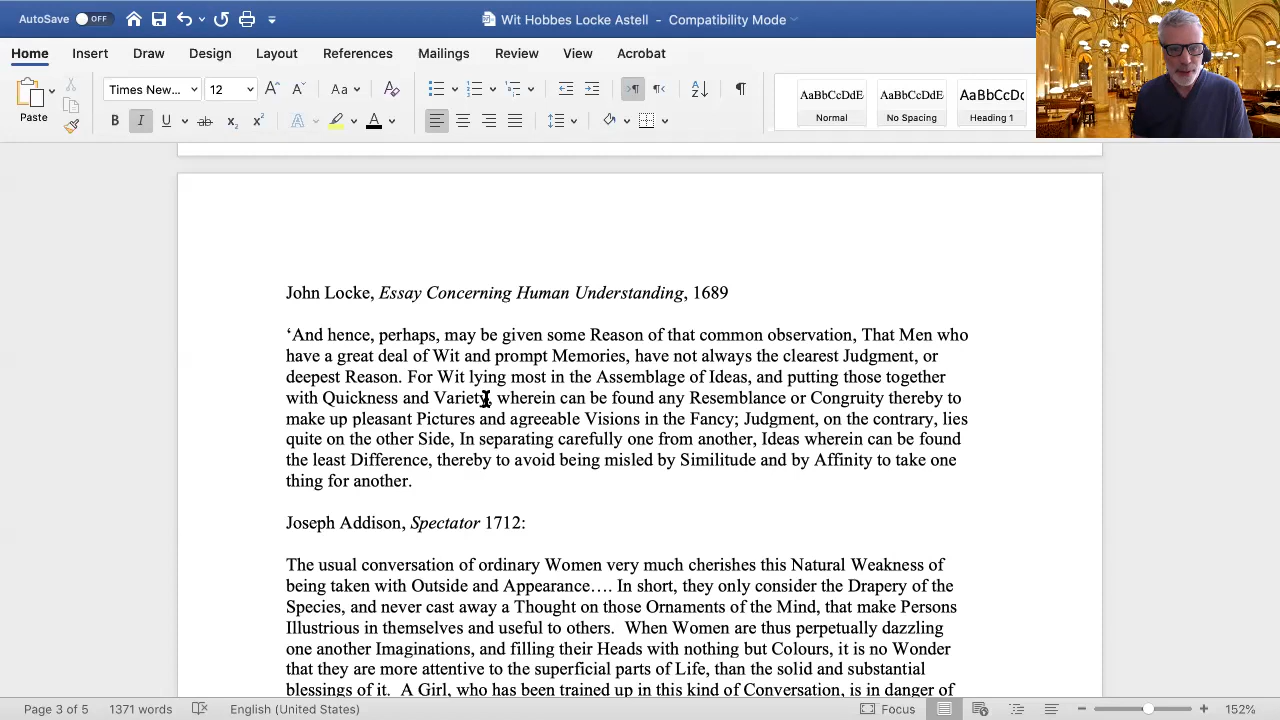 AutoSave OFF
Wit Hobbes Locke Astell - Compatibility Mode
Home Insert Draw Design Layout References Mailings Review View Acrobat
Paste
Times New... 12
AaBbCcDdE AaBbCcDdE AaBbCcDc
Normal No Spacing Heading 1
John Locke, Essay Concerning Human Understanding, 1689
‘And hence, perhaps, may be given some Reason of that common observation, That Men who
have a great deal of Wit and prompt Memories, have not always the clearest Judgment, or
deepest Reason. For Wit lying most in the Assemblage of Ideas, and putting those together
with Quickness and Variety, wherein can be found any Resemblance or Congruity thereby to
make up pleasant Pictures and agreeable Visions in the Fancy; Judgment, on the contrary, lies
quite on the other Side, In separating carefully one from another, Ideas wherein can be found
the least Difference, thereby to avoid being misled by Similitude and by Affinity to take one
thing for another.
Joseph Addison, Spectator 1712:
The usual conversation of ordinary Women very much cherishes this Natural Weakness of
being taken with Outside and Appearance…. In short, they only consider the Drapery of the
Species, and never cast away a Thought on those Ornaments of the Mind, that make Persons
Illustrious in themselves and useful to others. When Women are thus perpetually dazzling
one another Imaginations, and filling their Heads with nothing but Colours, it is no Wonder
that they are more attentive to the superficial parts of Life, than the solid and substantial
blessings of it. A Girl, who has been trained up in this kind of Conversation, is in danger of
Page 3 of 5 1371 words English (United States) Focus 152%